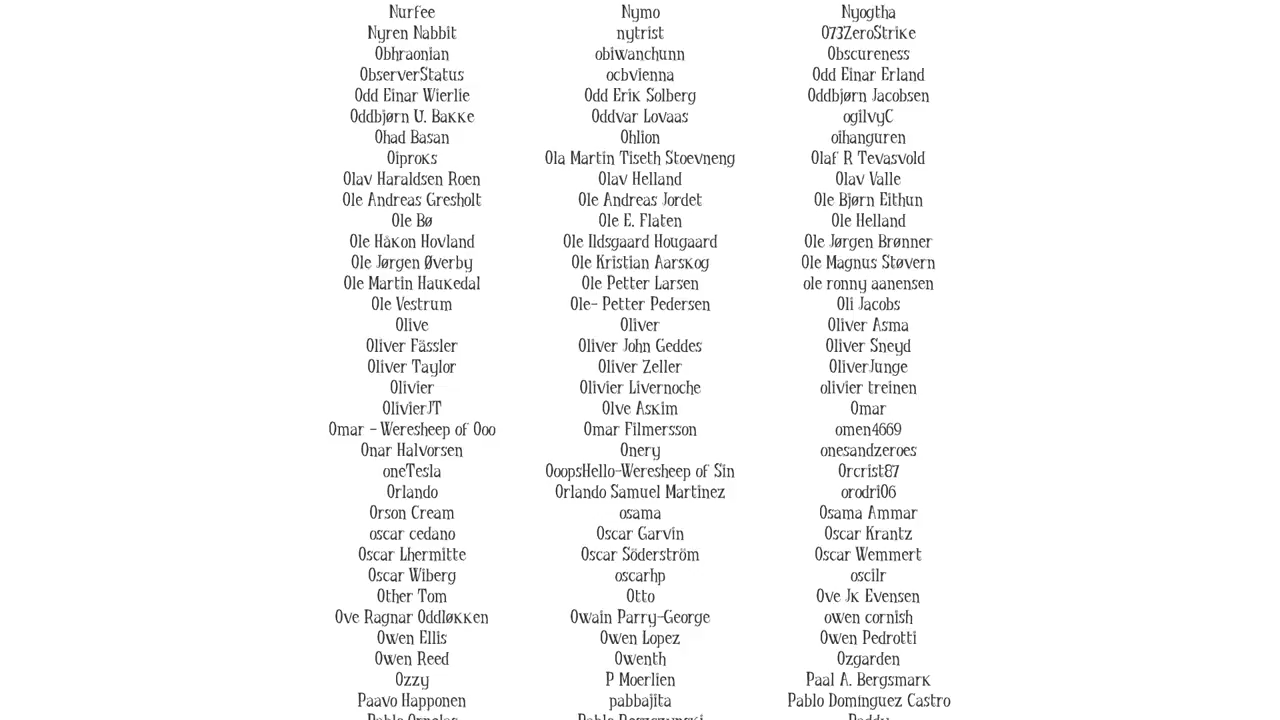 Nurfee Nymo Nyogtha
Nyren Nabbit nytrist O73ZeroStrike
Obhraonian obiwanchunn Obscureness
ObserverStatus ocbvienna Odd Einar Erland
Odd Einar Wierlie Odd Erik Solberg Oddbjørn Jacobsen
Oddbjørn U. Bakke Oddvar Lovaas ogilvyC
Ohad Basan Ohlion oihanguren
Oiproks Ola Martin Tiseth Stoevneng Olaf R Tevasvold
Olav Haraldsen Roen Olav Helland Olav Valle
Ole Andreas Gresholt Ole Andreas Jordet Ole Bjørn Eithun
Ole Bø Ole E. Flaten Ole Helland
Ole Håkon Hovland Ole Ildsgaard Hougaard Ole Jørgen Brønner
Ole Jørgen Øverby Ole Kristian Aarskog Ole Magnus Støvern
Ole Martin Haukedal Ole Petter Larsen ole ronny aanensen
Ole Vestrum Ole- Petter Pedersen Oli Jacobs
Olive Oliver Oliver Asma
Oliver Fässler Oliver John Geddes Oliver Sneyd
Oliver Taylor Oliver Zeller OliverJunge
Olivier Olivier Livernoche olivier treinen
OlivierJT Olve Askim Omar
Omar - Weresheep of Ooo Omar Filmersson omen4669
Onar Halvorsen Onery onesandzeroes
oneTesla OoopsHello-Weresheep of Sin Orcrist87
Orlando Orlando Samuel Martinez orodri06
Orson Cream osama Osama Ammar
oscar cedano Oscar Garvin Oscar Krantz
Oscar Lhermitte Oscar Söderström Oscar Wemmert
Oscar Wiberg oscarhp oscilr
Other Tom Otto Ove Jk Evensen
Ove Ragnar Oddløkken Owain Parry-George owen cornish
Owen Ellis Owen Lopez Owen Pedrotti
Owen Reed Owenth Ozgarden
Ozzy P Moerlien Paal A. Bergsmark
Paavo Happonen pabbajita Pablo Domínguez Castro